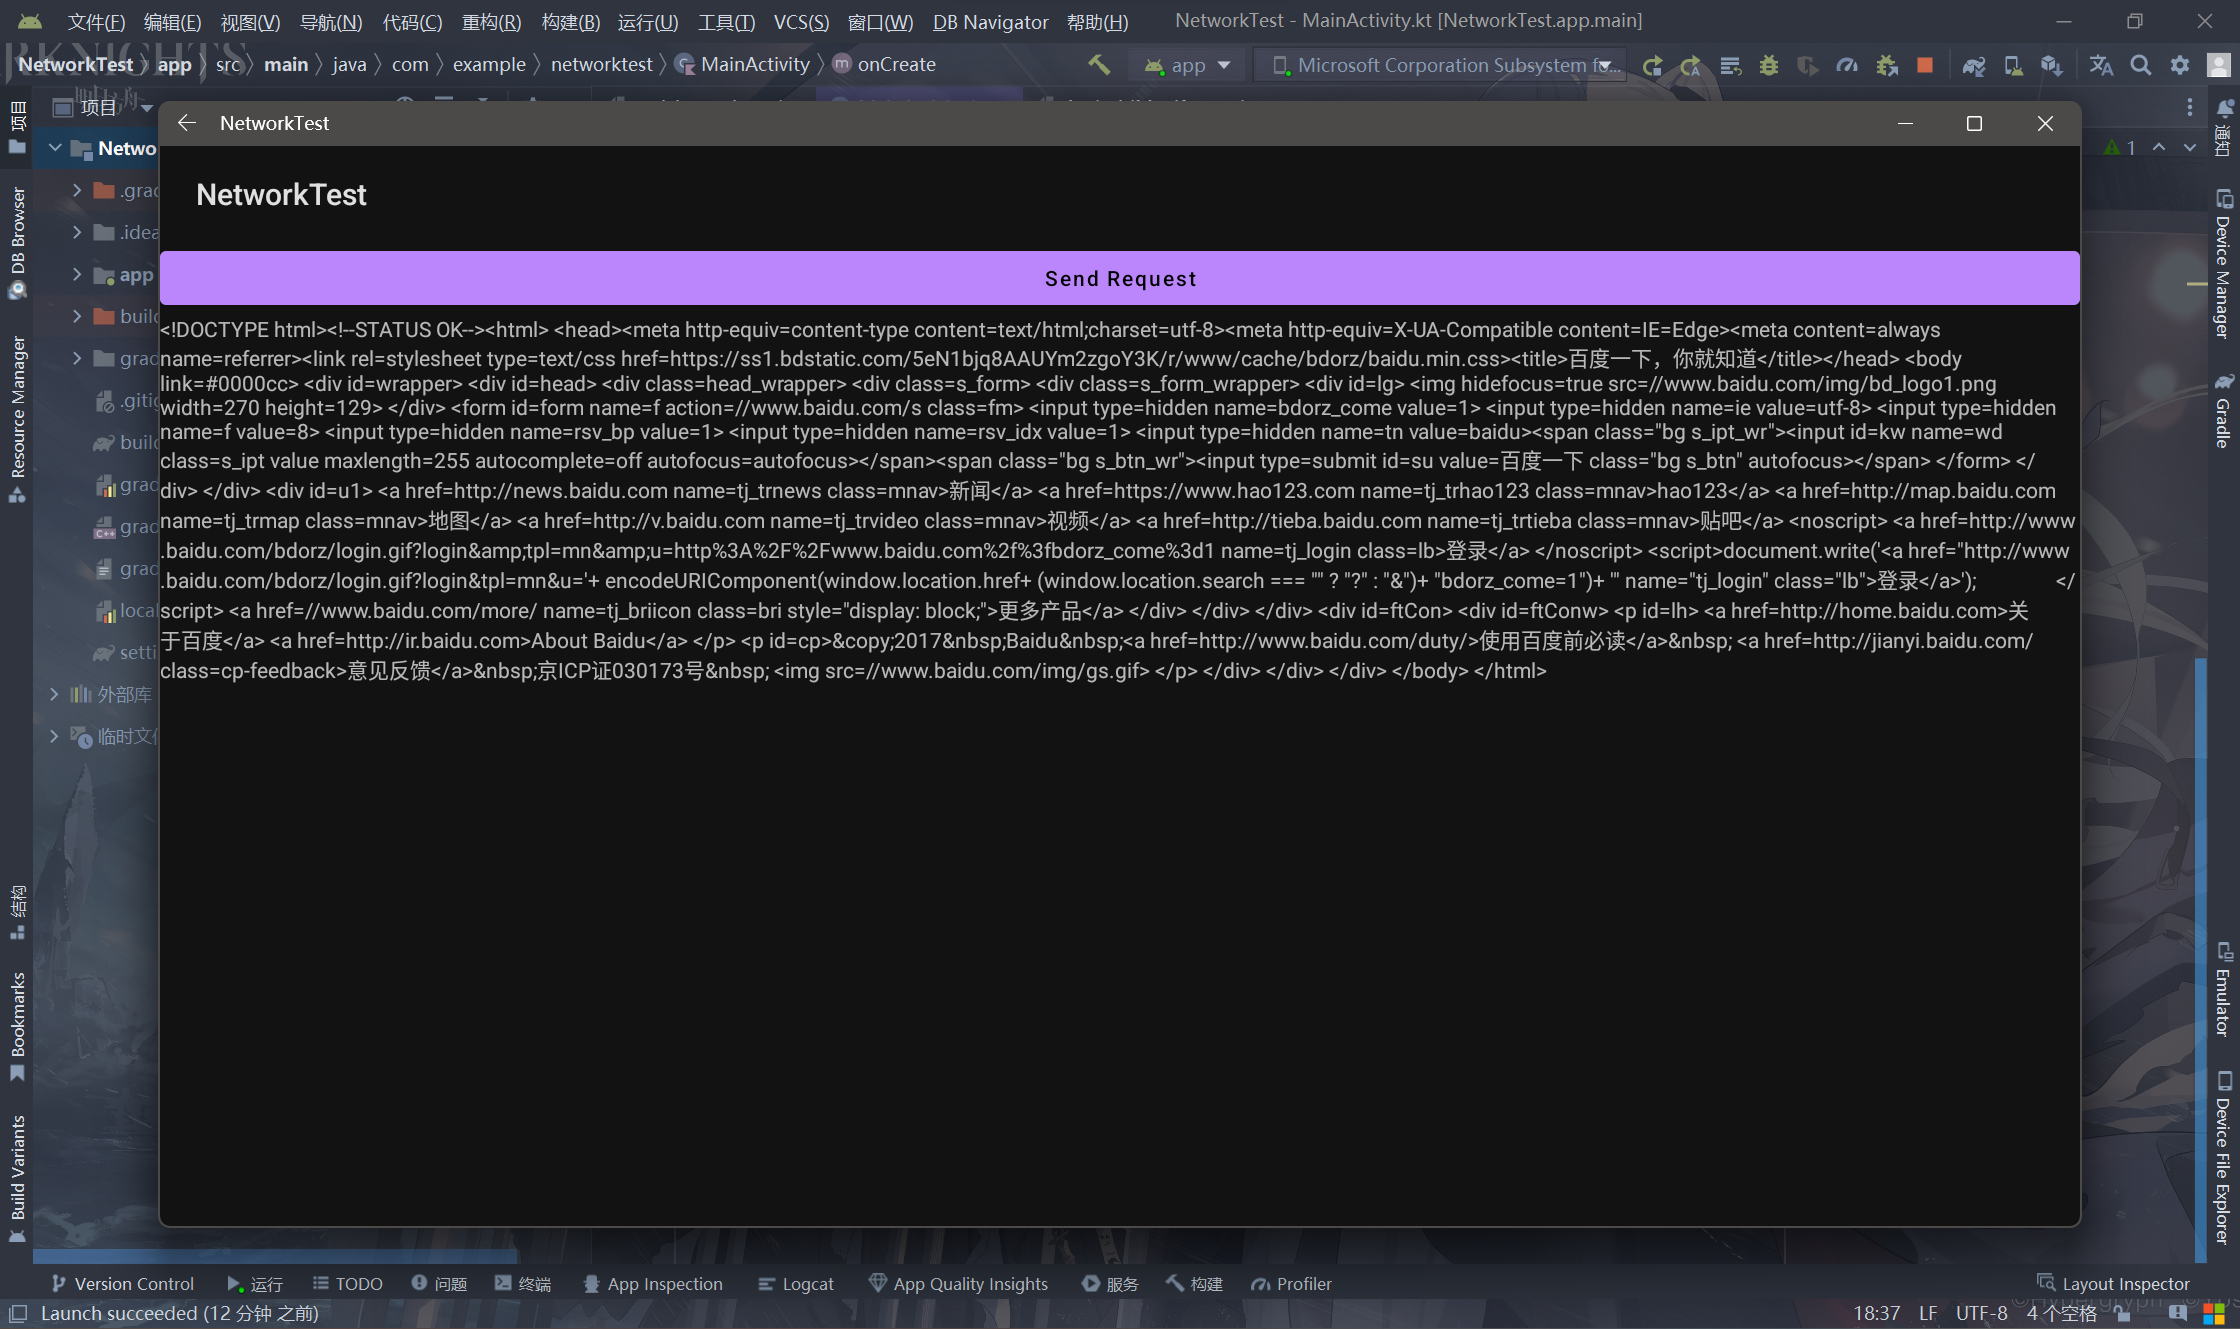 文件(F) 编辑(E) 视图(V) 导航(N) 代码(C) 重构(R) 构建(B) 运行(U) 工具(T) VCS(S) 窗口(W) DB Navigator 帮助(H) NetworkTest - MainActivity.kt [NetworkTest.app.main]
NetworkTest app src main java com example networktest MainActivity onCreate app Microsoft Corporation Subsystem fo...
项目
项目
NetworkTest
通知
Netwo
1
.grad
NetworkTest
DB Browser
.idea
Device Manager
app
Send Request
build
<!DOCTYPE html><!--STATUS OK--><html> <head><meta http-equiv=content-type content=text/html;charset=utf-8><meta http-equiv=X-UA-Compatible content=IE=Edge><meta content=always
name=referrer><link rel=stylesheet type=text/css href=https://ss1.bdstatic.com/5eN1bjq8AAUYm2zgoY3K/r/www/cache/bdorz/baidu.min.css><title>百度一下，你就知道</title></head> <body
link=#0000cc> <div id=wrapper> <div id=head> <div class=head_wrapper> <div class=s_form> <div class=s_form_wrapper> <div id=lg> <img hidefocus=true src=//www.baidu.com/img/bd_logo1.png
width=270 height=129> </div> <form id=form name=f action=//www.baidu.com/s class=fm> <input type=hidden name=bdorz_come value=1> <input type=hidden name=ie value=utf-8> <input type=hidden
name=f value=8> <input type=hidden name=rsv_bp value=1> <input type=hidden name=rsv_idx value=1> <input type=hidden name=tn value=baidu><span class="bg s_ipt_wr"><input id=kw name=wd
class=s_ipt value maxlength=255 autocomplete=off autofocus=autofocus></span><span class="bg s_btn_wr"><input type=submit id=su value=百度一下 class="bg s_btn" autofocus></span> </form> </
div> </div> <div id=u1> <a href=http://news.baidu.com name=tj_trnews class=mnav>新闻</a> <a href=https://www.hao123.com name=tj_trhao123 class=mnav>hao123</a> <a href=http://map.baidu.com
name=tj_trmap class=mnav>地图</a> <a href=http://v.baidu.com name=tj_trvideo class=mnav>视频</a> <a href=http://tieba.baidu.com name=tj_trtieba class=mnav>贴吧</a> <noscript> <a href=http://www
.baidu.com/bdorz/login.gif?login&amp;tpl=mn&amp;u=http%3A%2F%2Fwww.baidu.com%2f%3fbdorz_come%3d1 name=tj_login class=lb>登录</a> </noscript> <script>document.write('<a href="http://www
.baidu.com/bdorz/login.gif?login&tpl=mn&u='+ encodeURIComponent(window.location.href+ (window.location.search === "" ? "?" : "&")+ "bdorz_come=1")+ '" name="tj_login" class="lb">登录</a>'); </
script> <a href=//www.baidu.com/more/ name=tj_briicon class=bri style="display: block;">更多产品</a> </div> </div> </div> <div id=ftCon> <div id=ftConw> <p id=lh> <a href=http://home.baidu.com>关
于百度</a> <a href=http://ir.baidu.com>About Baidu</a> </p> <p id=cp>&copy;2017&nbsp;Baidu&nbsp;<a href=http://www.baidu.com/duty/>使用百度前必读</a>&nbsp; <a href=http://jianyi.baidu.com/
class=cp-feedback>意见反馈</a>&nbsp;京ICP证030173号&nbsp; <img src=//www.baidu.com/img/gs.gif> </p> </div> </div> </div> </body> </html>
grad
.gitig
Resource Manager
Gradle
build
grad
grad
grad
local
setti
外部库
临时文件
结构
Bookmarks
Emulator
Build Variants
Device File Explorer
Version Control 运行 TODO 问题 终端 App Inspection Logcat App Quality Insights 服务 构建 Profiler Layout Inspector
Launch succeeded (12 分钟 之前) 18:37 LF UTF-8 4 个空格